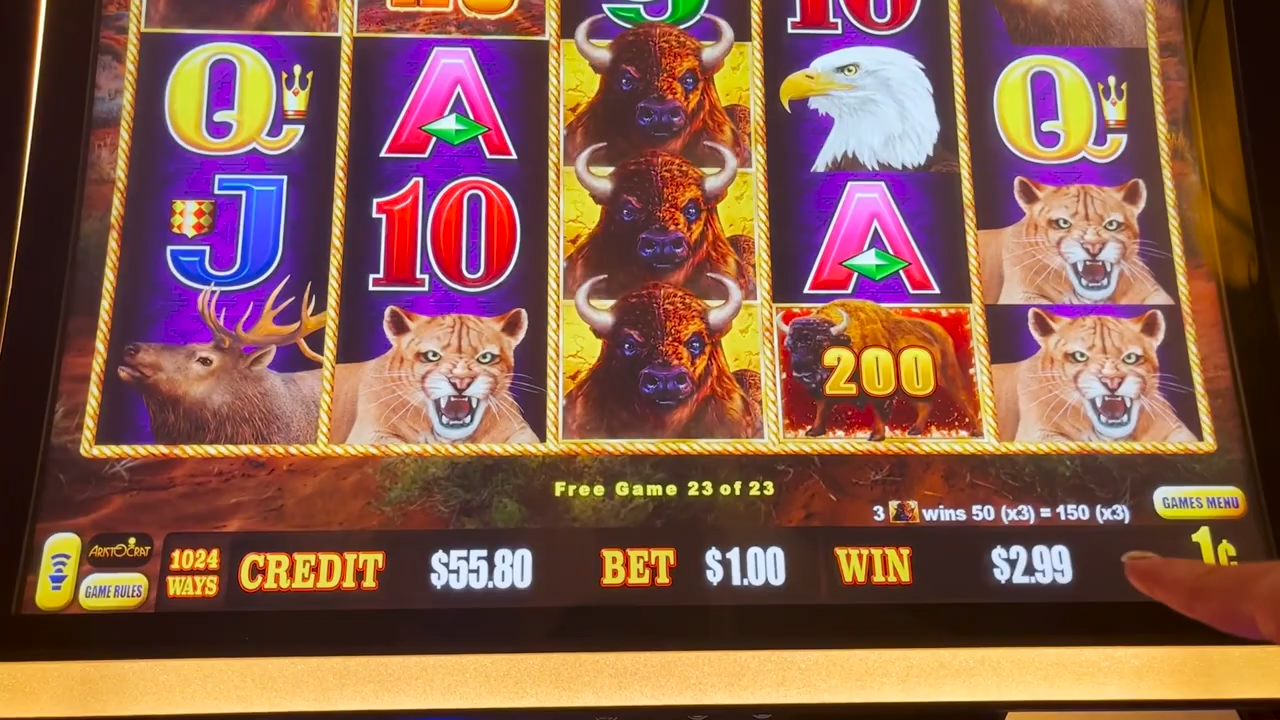 10
Q
A
Q
J
10
A
200
Free Game 23 of 23
3 wins 50 (x3) = 150 (x3)
GAMES MENU
ARISTOCRAT
GAME RULES
1024 WAYS
CREDIT $55.80 BET $1.00 WIN $2.99
1¢